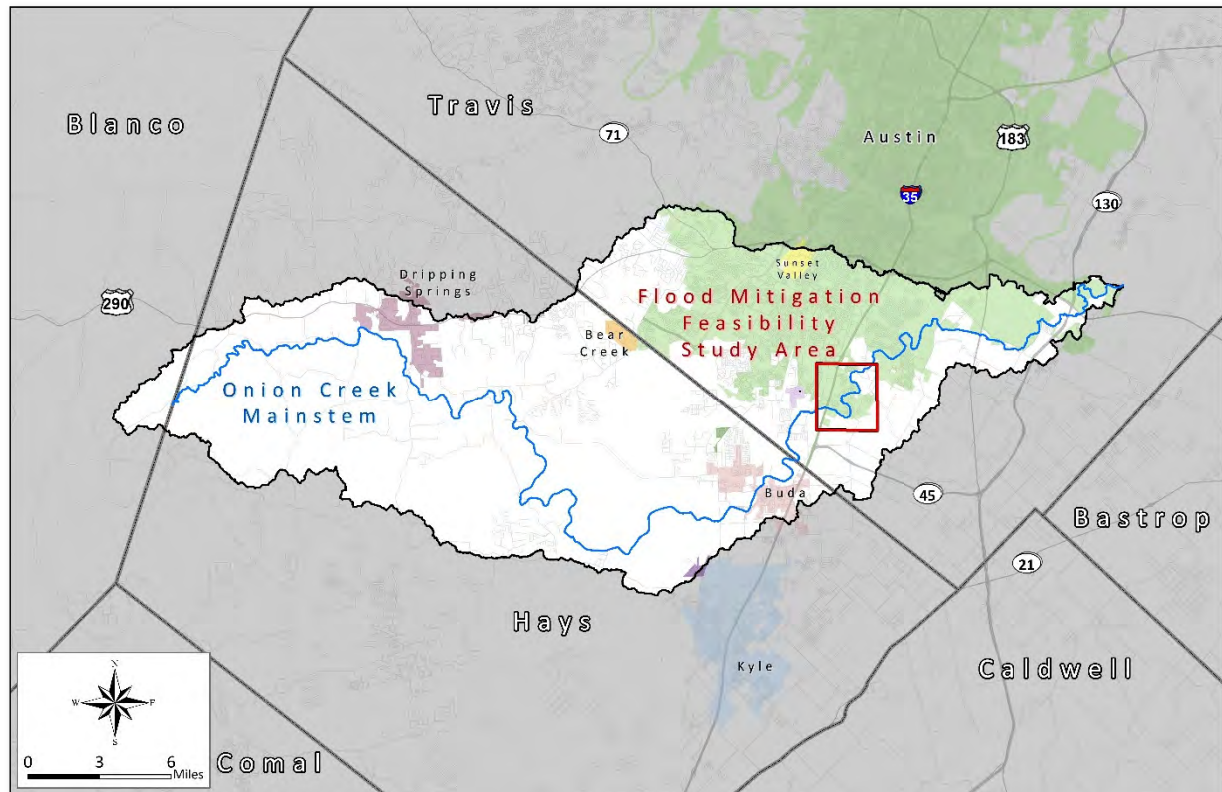 Blanco
Travis
71
Austin
183
35
130
290
Dripping
Springs
Sunset
Valley
Flood Mitigation
Feasibility
Study Area
Bear
Creek
Onion Creek
Mainstem
Buda
45
Bastrop
21
Hays
Kyle
Caldwell
Comal
N
W
E
S
0 3 6
Miles